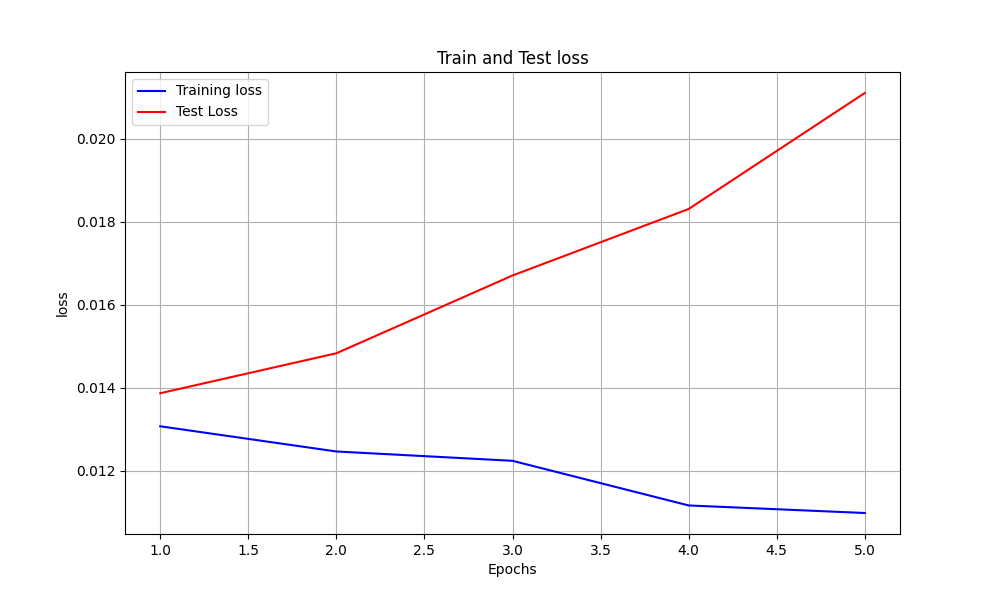 Train and Test loss
Training loss
Test Loss
0.020
0.018
0.016
0.014
0.012
loss
1.0 1.5 2.0 2.5 3.0 3.5 4.0 4.5 5.0
Epochs